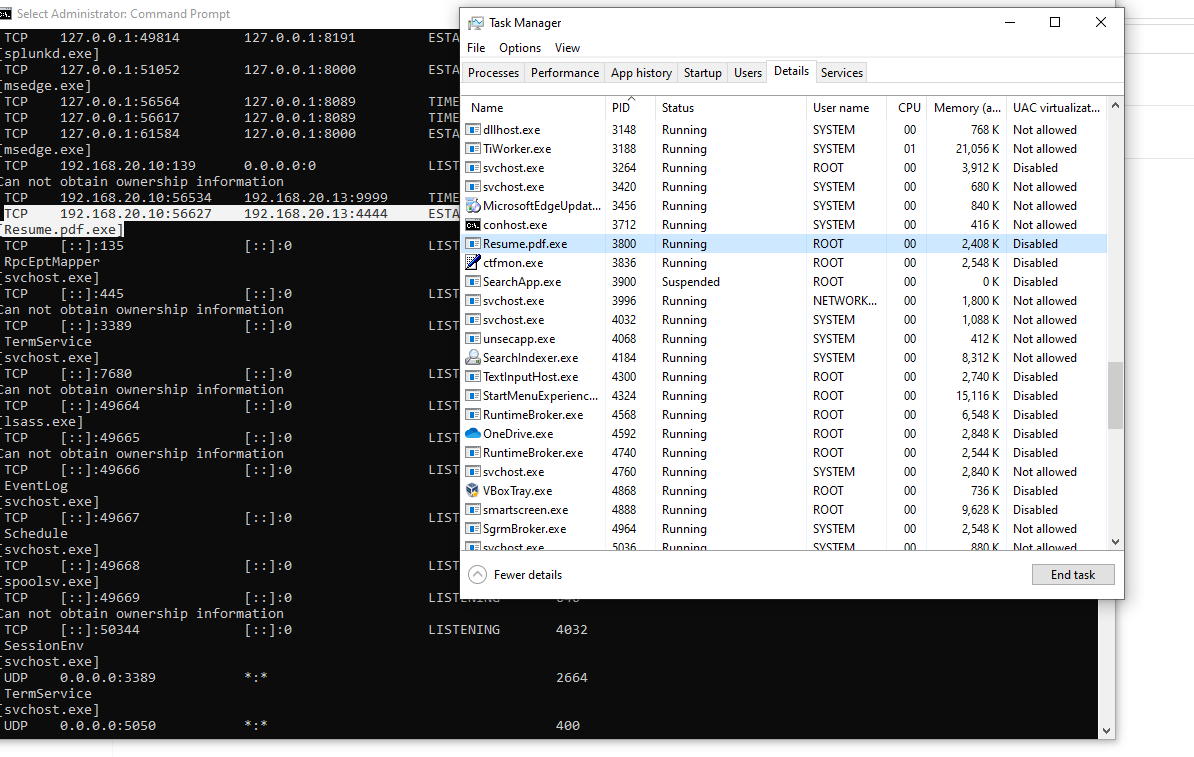 Select Administrator: Command Prompt
TCP 127.0.0.1:49814 127.0.0.1:8191 ESTA
[splunkd.exe]
TCP 127.0.0.1:51052 127.0.0.1:8000 ESTA
[msedge.exe]
TCP 127.0.0.1:56564 127.0.0.1:8089 TIME
TCP 127.0.0.1:56617 127.0.0.1:8089 TIME
TCP 127.0.0.1:61584 127.0.0.1:8000 ESTA
[msedge.exe]
TCP 192.168.20.10:139 0.0.0.0:0 LIST
Can not obtain ownership information
TCP 192.168.20.10:56534 192.168.20.13:9999 TIME
TCP 192.168.20.10:56627 192.168.20.13:4444 ESTA
[Resume.pdf.exe]
TCP [::]:135 [::]:0 LIST
RpcEptMapper
[svchost.exe]
TCP [::]:445 [::]:0 LIST
Can not obtain ownership information
TCP [::]:3389 [::]:0 LIST
TermService
[svchost.exe]
TCP [::]:7680 [::]:0 LIST
Can not obtain ownership information
TCP [::]:49664 [::]:0 LIST
[lsass.exe]
TCP [::]:49665 [::]:0 LIST
Can not obtain ownership information
TCP [::]:49666 [::]:0 LIST
EventLog
[svchost.exe]
TCP [::]:49667 [::]:0 LIST
Schedule
[svchost.exe]
TCP [::]:49668 [::]:0 LIST
[spoolsv.exe]
TCP [::]:49669 [::]:0 LISTENING
Can not obtain ownership information
TCP [::]:50344 [::]:0 LISTENING 4032
SessionEnv
[svchost.exe]
UDP 0.0.0.0:3389 *:* 2664
TermService
[svchost.exe]
UDP 0.0.0.0:5050 *:* 400
Task Manager
File Options View
Processes Performance App history Startup Users Details Services
Name PID Status User name CPU Memory (a... UAC virtualizat...
dllhost.exe 3148 Running SYSTEM 00 768 K Not allowed
TiWorker.exe 3188 Running SYSTEM 01 21,056 K Not allowed
svchost.exe 3264 Running ROOT 00 3,912 K Disabled
svchost.exe 3420 Running SYSTEM 00 680 K Not allowed
MicrosoftEdgeUpdat... 3456 Running SYSTEM 00 840 K Not allowed
conhost.exe 3712 Running SYSTEM 00 416 K Not allowed
Resume.pdf.exe 3800 Running ROOT 00 2,408 K Disabled
ctfmon.exe 3836 Running ROOT 00 2,548 K Disabled
SearchApp.exe 3900 Suspended ROOT 00 0 K Disabled
svchost.exe 3996 Running NETWORK... 00 1,800 K Not allowed
svchost.exe 4032 Running SYSTEM 00 1,088 K Not allowed
unsecapp.exe 4068 Running SYSTEM 00 412 K Not allowed
SearchIndexer.exe 4184 Running SYSTEM 00 8,312 K Not allowed
TextInputHost.exe 4300 Running ROOT 00 2,740 K Disabled
StartMenuExperienc... 4324 Running ROOT 00 15,116 K Disabled
RuntimeBroker.exe 4568 Running ROOT 00 6,548 K Disabled
OneDrive.exe 4592 Running ROOT 00 2,848 K Disabled
RuntimeBroker.exe 4740 Running ROOT 00 2,544 K Disabled
svchost.exe 4760 Running SYSTEM 00 2,840 K Not allowed
VBoxTray.exe 4868 Running ROOT 00 736 K Disabled
smartscreen.exe 4888 Running ROOT 00 9,628 K Disabled
SgrmBroker.exe 4964 Running SYSTEM 00 2,548 K Not allowed
svchost.exe 5036 Running SYSTEM 00 880 K Not allowed
Fewer details
End task